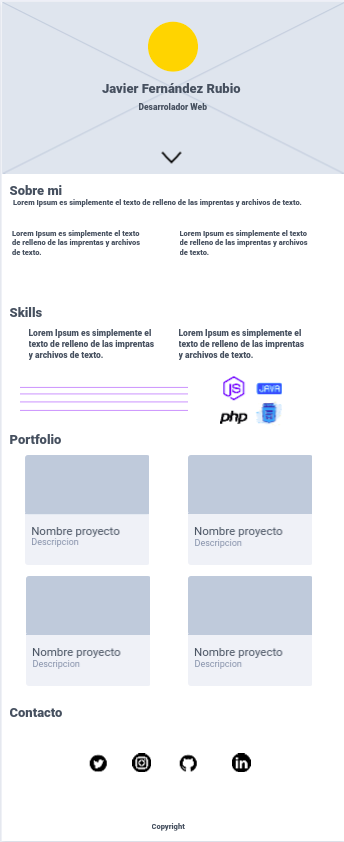 Javier Fernández Rubio
Desarrolador Web
Sobre mi
Lorem Ipsum es simplemente el texto de relleno de las imprentas y archivos de texto.
Lorem Ipsum es simplemente el texto
de relleno de las imprentas y archivos
de texto.
Lorem Ipsum es simplemente el texto
de relleno de las imprentas y archivos
de texto.
Skills
Lorem Ipsum es simplemente el
texto de relleno de las imprentas
y archivos de texto.
Lorem Ipsum es simplemente el
texto de relleno de las imprentas
y archivos de texto.
JS
JAVA
php
Portfolio
Nombre proyecto
Descripcion
Nombre proyecto
Descripcion
Nombre proyecto
Descripcion
Nombre proyecto
Descripcion
Contacto
in
Copyright